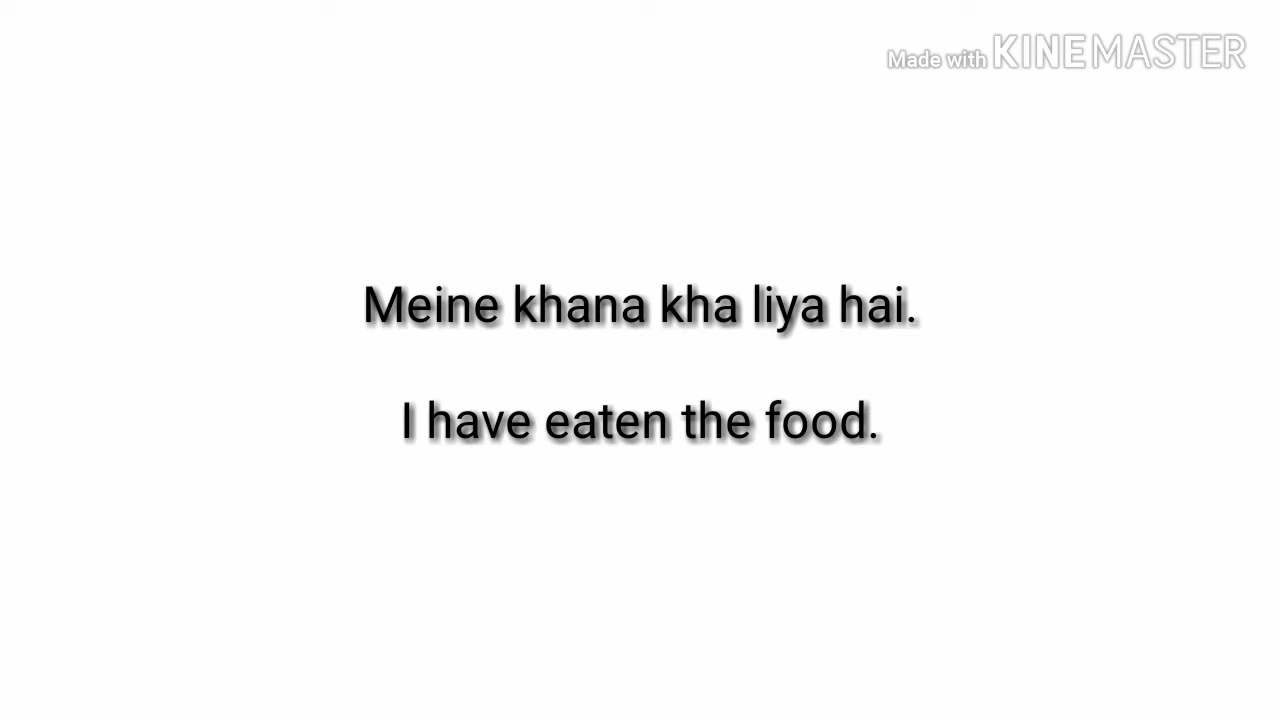 Made with KINEMASTER
Meine khana kha liya hai.
I have eaten the food.